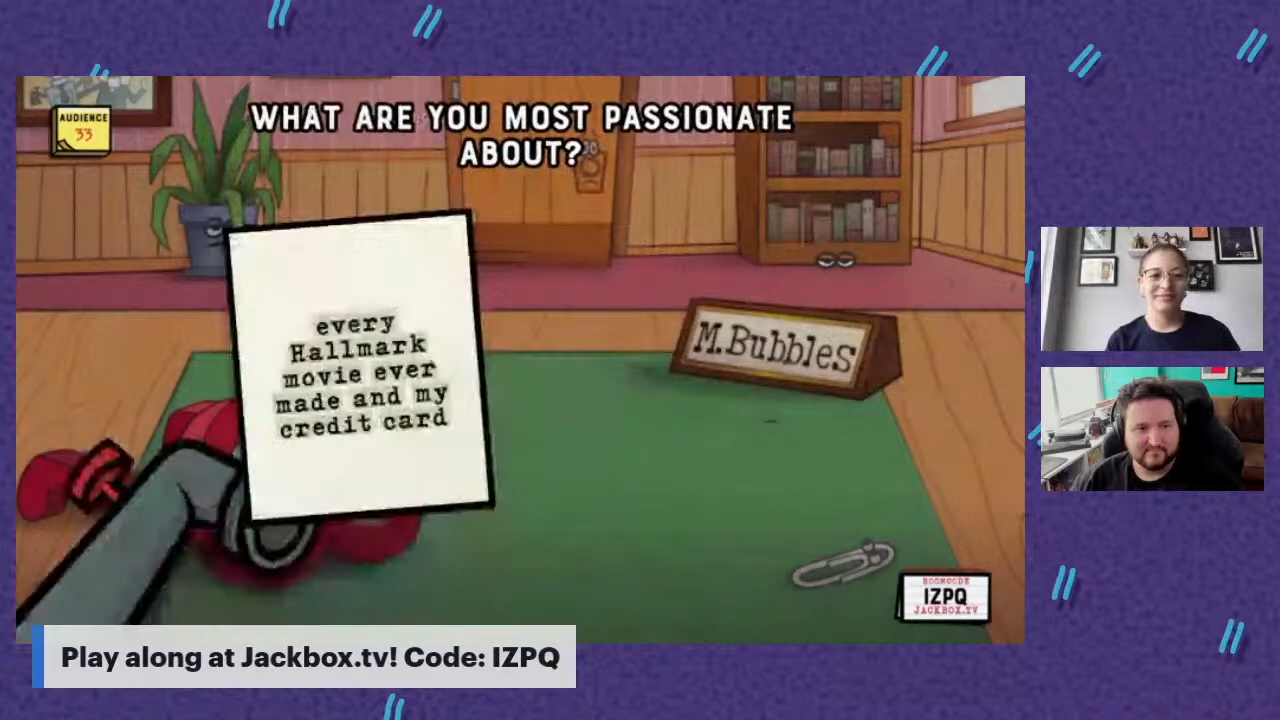 AUDIENCE
33
WHAT ARE YOU MOST PASSIONATE
ABOUT?
30
every
Hallmark
movie ever
made and my
credit card
M.Bubbles
ROOMCODE
IZPQ
JACKBOX.TV
Play along at Jackbox.tv! Code: IZPQ